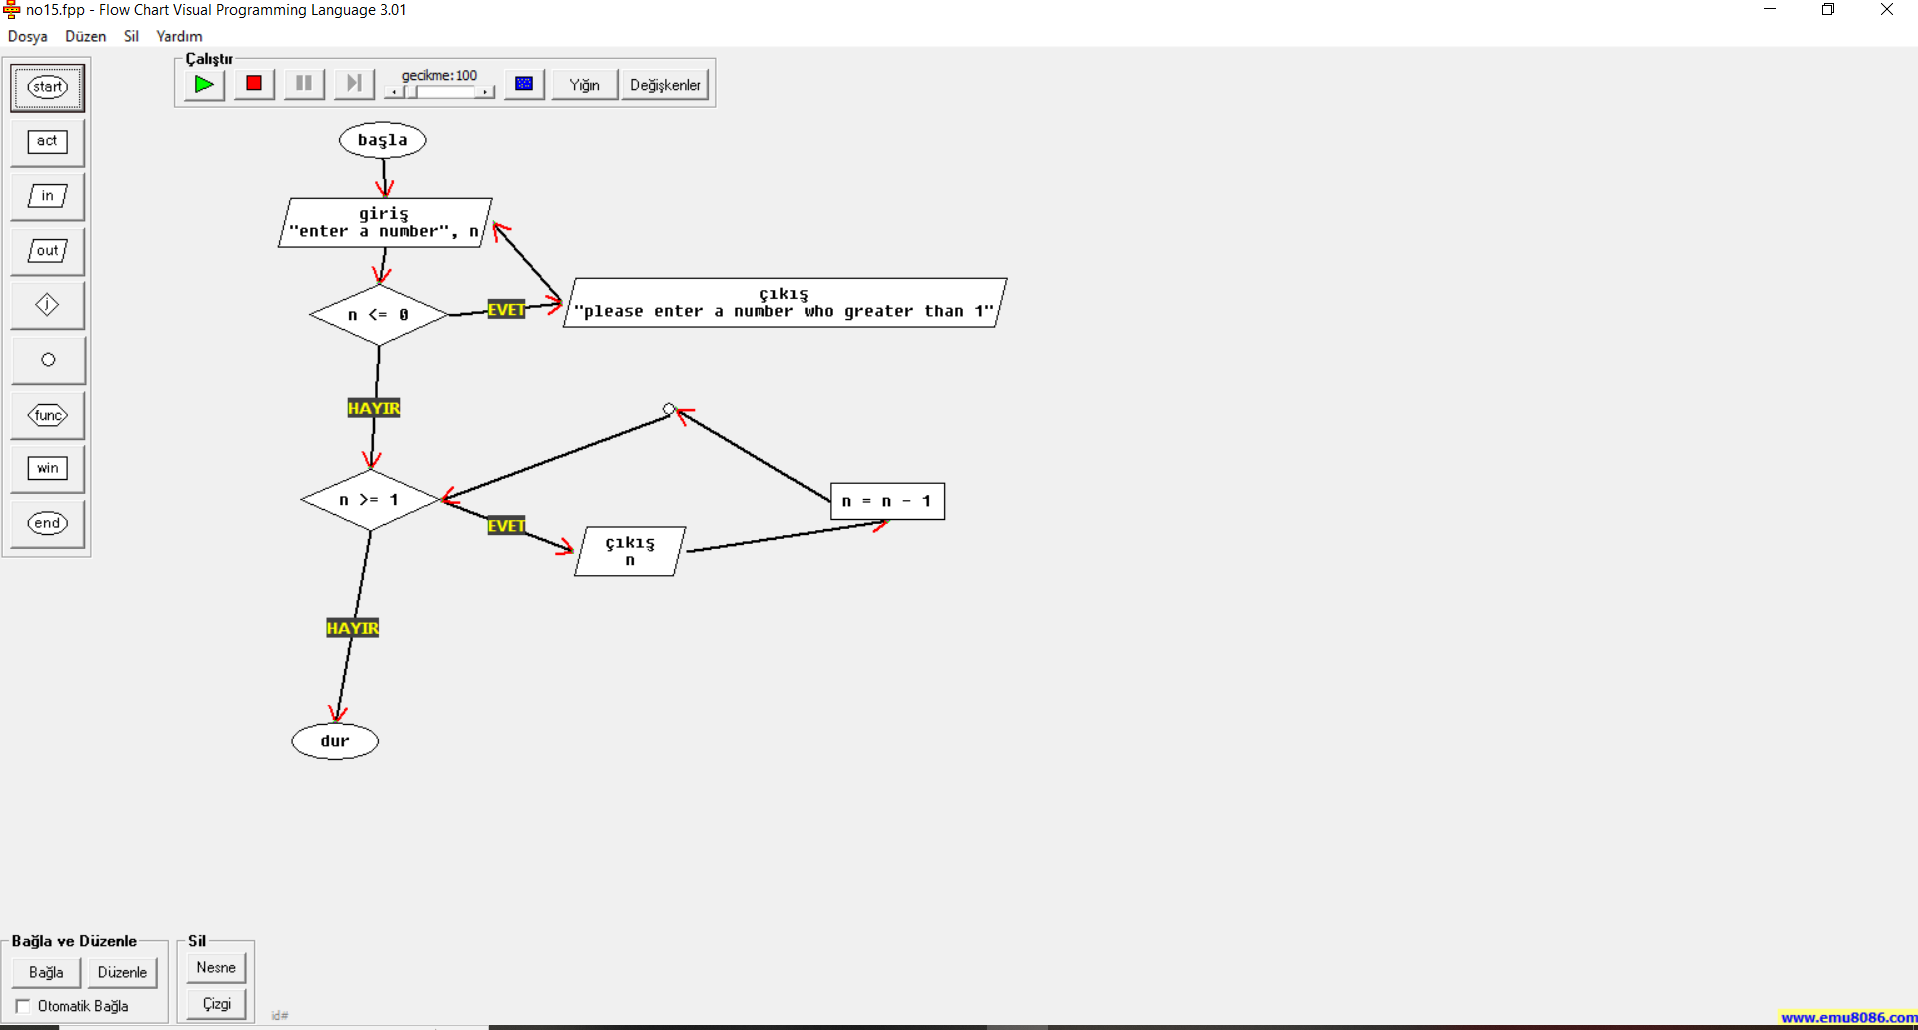 no15.fpp - Flow Chart Visual Programming Language 3.01
Dosya Düzen Sil Yardım
Çalıştır
gecikme:100
Yığın
Değişkenler
start
act
in
out
i
func
win
end
başla
giriş
"enter a number", n
n <= 0
EVET
çıkış
"please enter a number who greater than 1"
HAYIR
n >= 1
EVET
çıkış
n
n = n - 1
HAYIR
dur
Bağla ve Düzenle
Bağla
Düzenle
Otomatik Bağla
Sil
Nesne
Çizgi
id#
www.emu8086.com